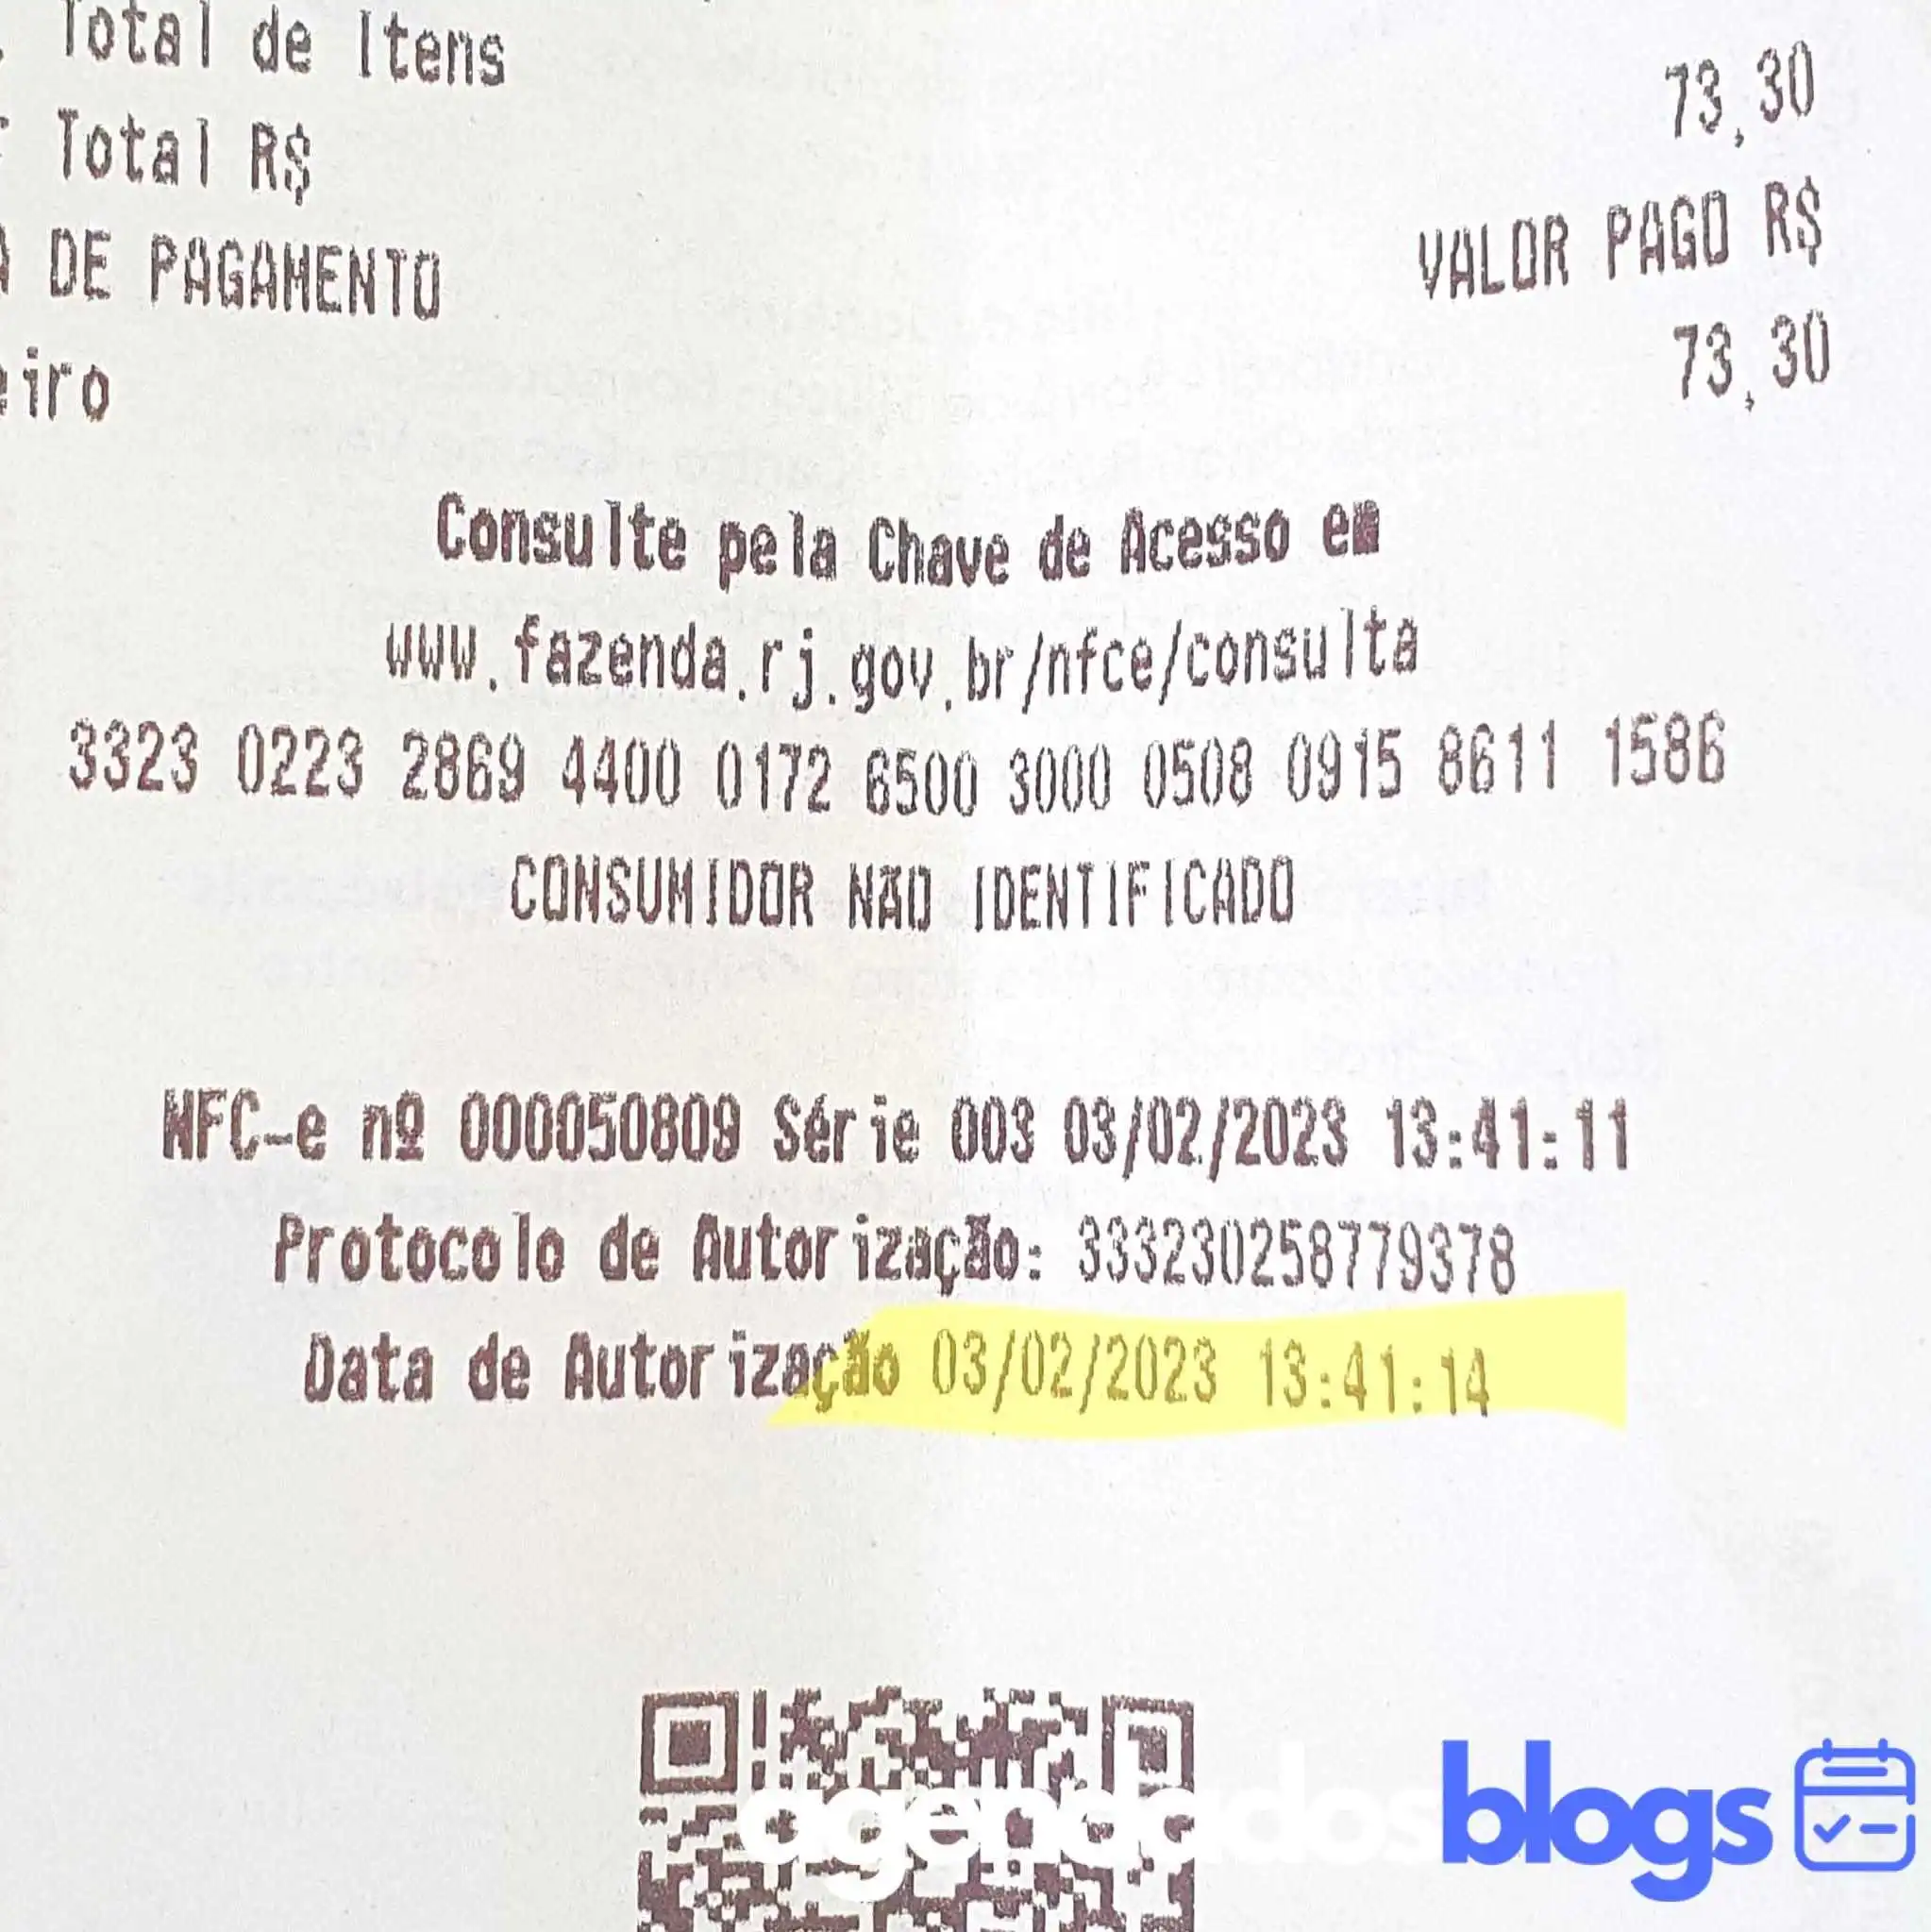 Total de Itens
Total R$ 73,30
DE PAGAMENTO VALOR PAGO R$
eiro 73,30
Consulte pela Chave de Acesso em
www.fazenda.rj.gov.br/nfce/consulta
3323 0223 2869 4400 0172 6500 3000 0508 0915 8611 1586
CONSUMIDOR NÃO IDENTIFICADO
NFC-e nº 000050809 Série 003 03/02/2023 13:41:11
Protocolo de Autorização: 333230258779378
Data de Autorização 03/02/2023 13:41:14
agendados blogs